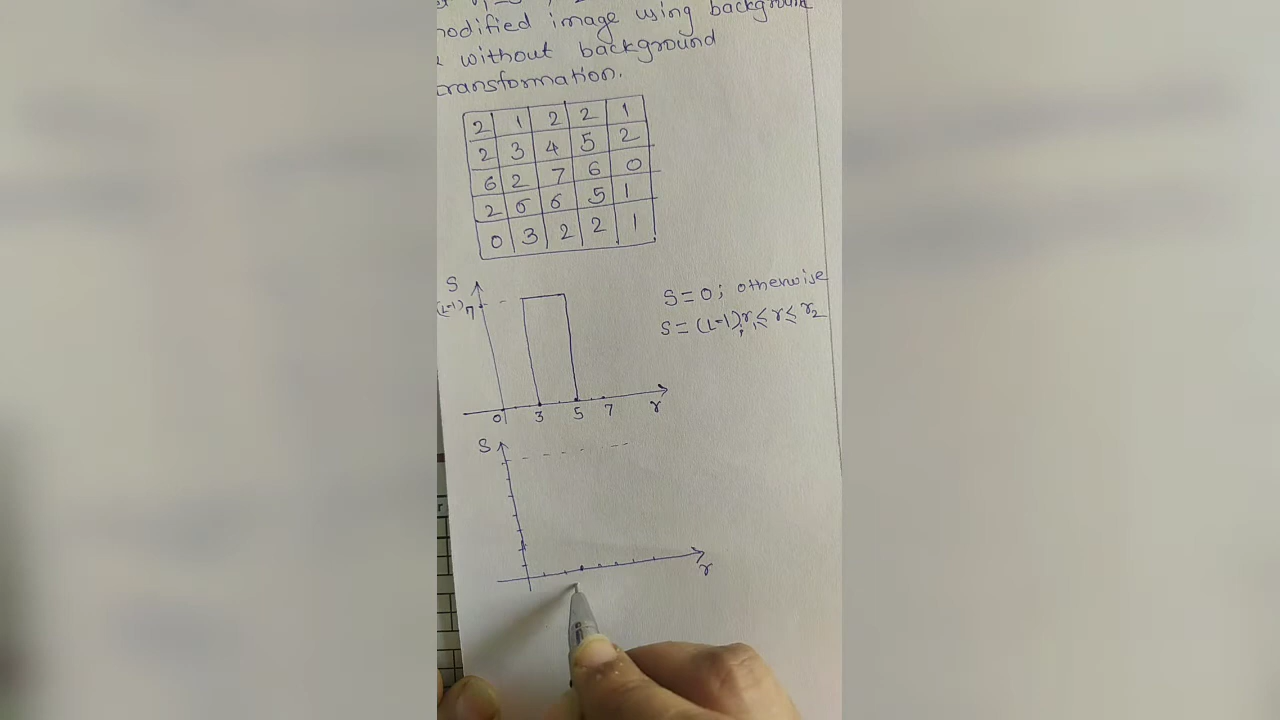 modified image using background
without background
transformation.
2 1 2 2 1
2 3 4 5 2
6 2 7 6 0
2 6 6 5 1
0 3 2 2 1
S
(L-1) 7
0 3 5 7 r
S = 0; otherwise
S = (L-1); r₁ ≤ r ≤ r₂
S
r